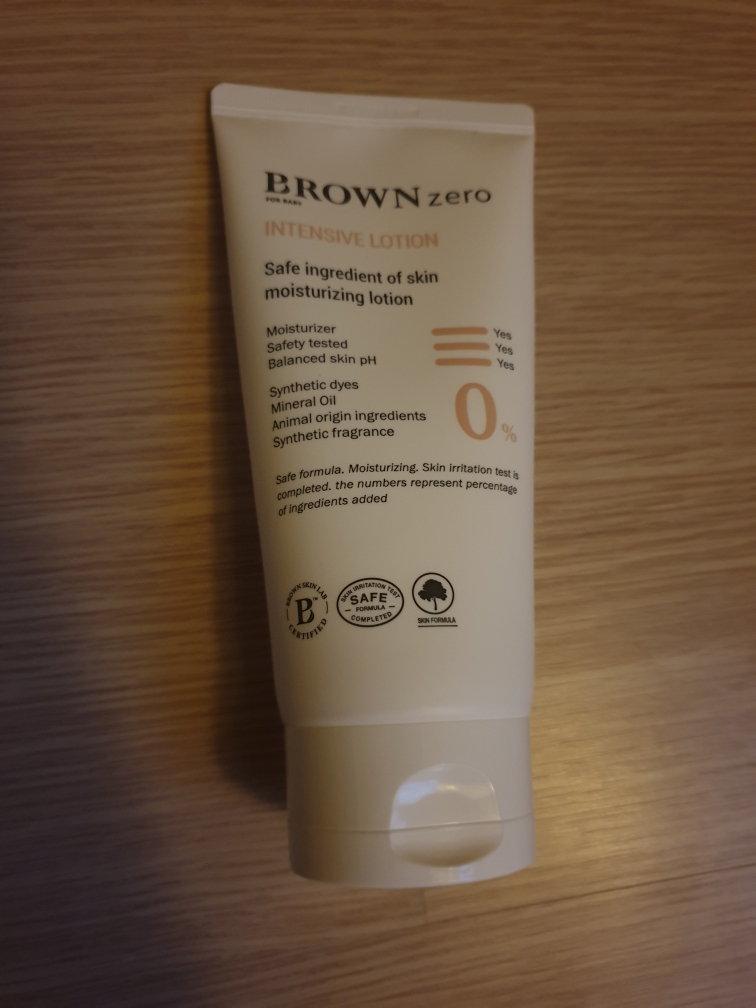 BROWN zero
FOR BABY
INTENSIVE LOTION
Safe ingredient of skin
moisturizing lotion
Moisturizer Yes
Safety tested Yes
Balanced skin pH Yes
Synthetic dyes
Mineral Oil
Animal origin ingredients
Synthetic fragrance
0%
Safe formula. Moisturizing. Skin irritation test is
completed. the numbers represent percentage
of ingredients added
BROWN SKIN LAB
B™
CERTIFIED
SKIN IRRITATION TEST
SAFE
FORMULA
COMPLETED
SKIN FORMULA